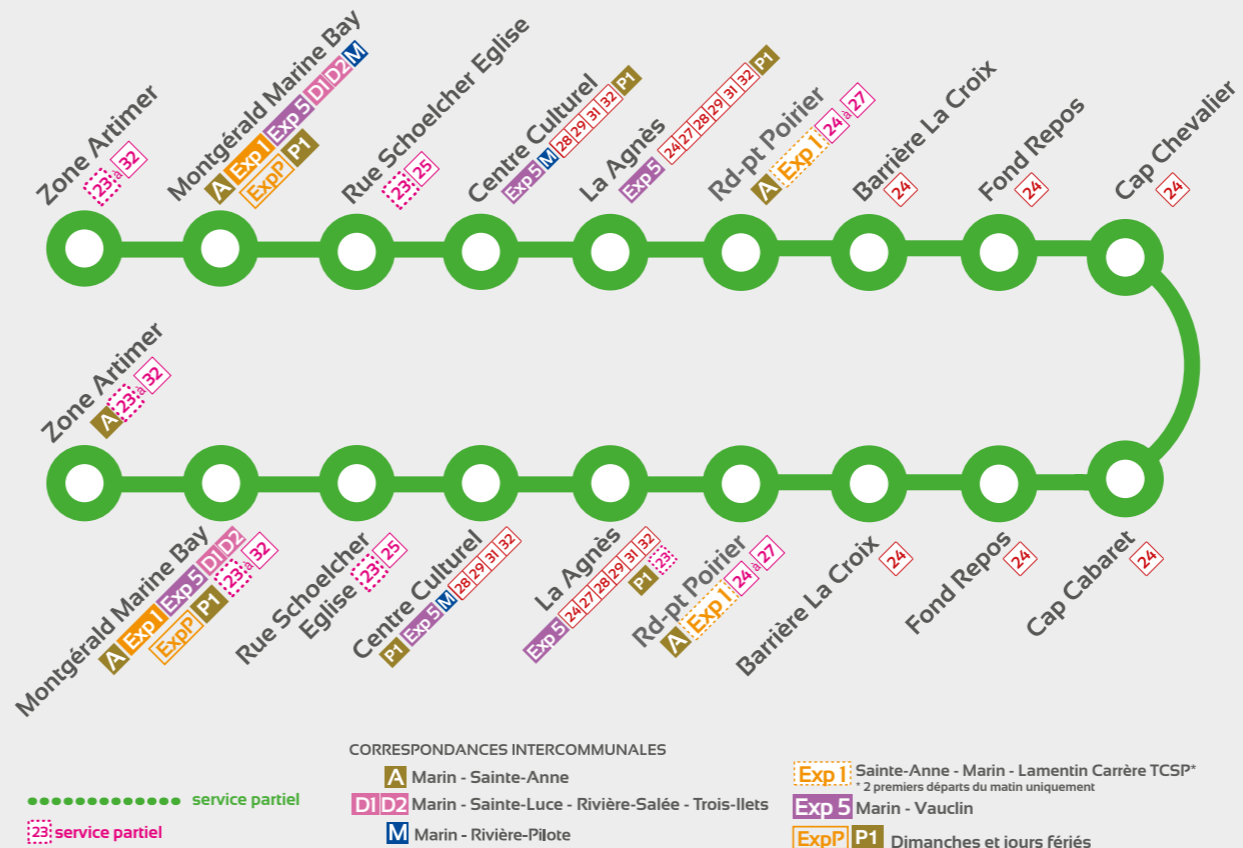 Zone Artimer
23 à 32
Montgérald Marine Bay
A Exp 1 Exp 5 D1 D2 M
ExpP P1
Rue Schoelcher Eglise
23 25
Centre Culturel
Exp 5 M 28 29 31 32 P1
La Agnès
Exp 5 24 27 28 29 31 32 P1
Rd-pt Poirier
A Exp 1 24 à 27
Barrière La Croix
24
Fond Repos
24
Cap Chevalier
24
Zone Artimer
A 23 à 32
Montgérald Marine Bay
A Exp 1 Exp 5 D1 D2
ExpP P1 23 à 32
Rue Schoelcher
Eglise 23 25
Centre Culturel
P1 Exp 5 M 28 29 31 32
La Agnès
Exp 5 24 27 28 29 31 32
P1 23
Rd-pt Poirier
A Exp 1 24 à 27
Barrière La Croix
24
Fond Repos
24
Cap Cabaret
24
service partiel
23 service partiel
CORRESPONDANCES INTERCOMMUNALES
A Marin - Sainte-Anne
D1 D2 Marin - Sainte-Luce - Rivière-Salée - Trois-Ilets
M Marin - Rivière-Pilote
Exp 1 Sainte-Anne - Marin - Lamentin Carrère TCSP*
* 2 premiers départs du matin uniquement
Exp 5 Marin - Vauclin
ExpP P1 Dimanches et jours fériés